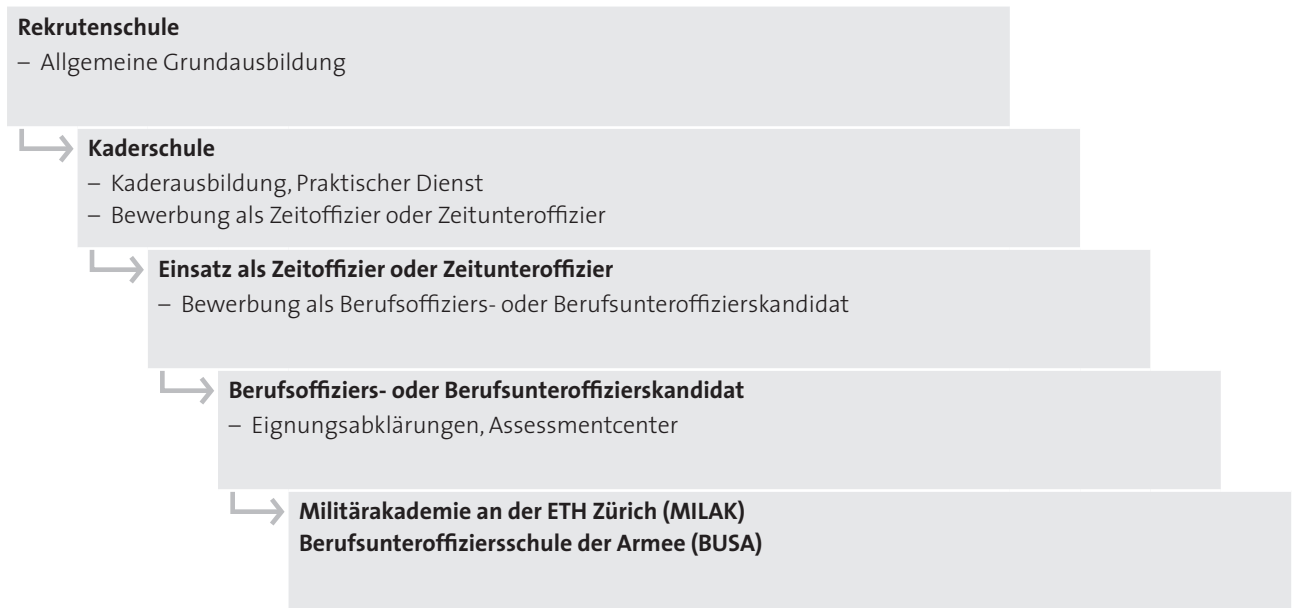 Rekrutenschule
– Allgemeine Grundausbildung
Kaderschule
– Kaderausbildung, Praktischer Dienst
– Bewerbung als Zeitoffizier oder Zeitunteroffizier
Einsatz als Zeitoffizier oder Zeitunteroffizier
– Bewerbung als Berufsoffiziers- oder Berufsunteroffizierskandidat
Berufsoffiziers- oder Berufsunteroffizierskandidat
– Eignungsabklärungen, Assessmentcenter
Militärakademie an der ETH Zürich (MILAK)
Berufsunteroffiziersschule der Armee (BUSA)